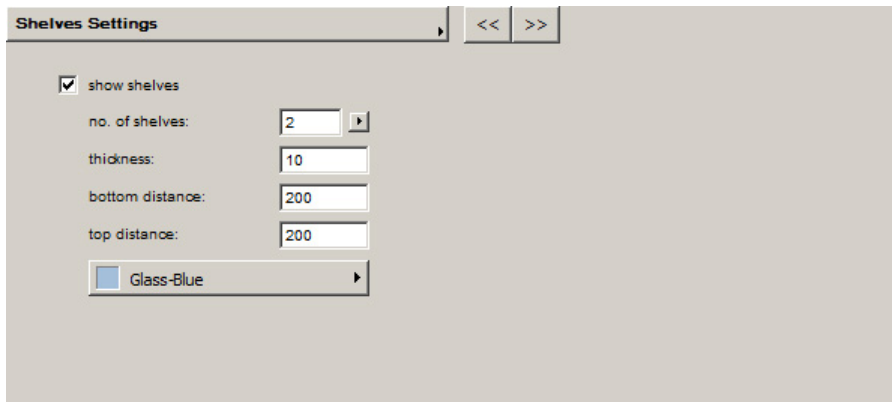 Shelves Settings << >>
show shelves
no. of shelves: 2
thickness: 10
bottom distance: 200
top distance: 200
Glass-Blue